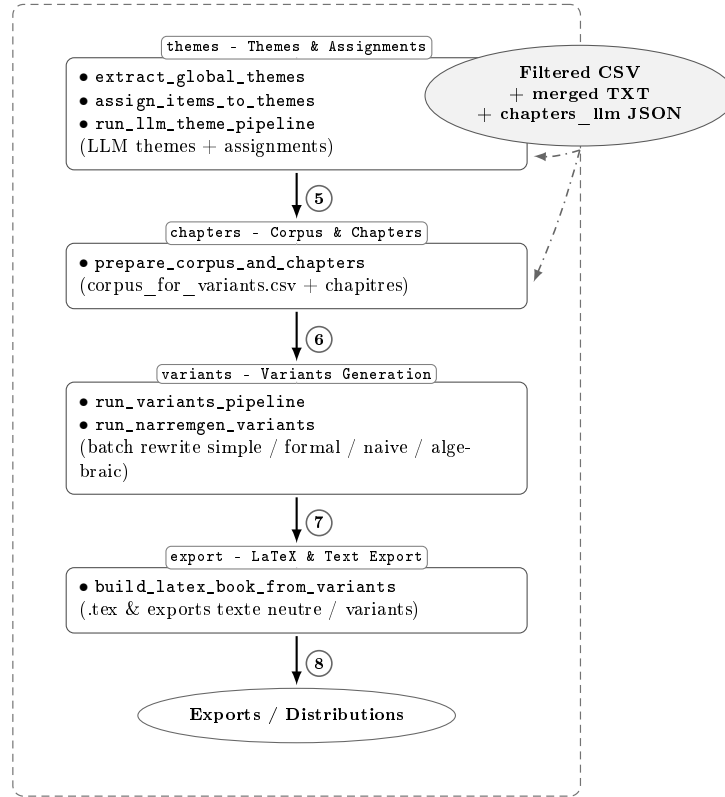 themes - Themes & Assignments
• extract_global_themes
• assign_items_to_themes
• run_llm_theme_pipeline
(LLM themes + assignments)
Filtered CSV
+ merged TXT
+ chapters_llm JSON
5
chapters - Corpus & Chapters
• prepare_corpus_and_chapters
(corpus_for_variants.csv + chapitres)
6
variants - Variants Generation
• run_variants_pipeline
• run_narremgen_variants
(batch rewrite simple / formal / naive / alge-
braic)
7
export - LaTeX & Text Export
• build_latex_book_from_variants
(.tex & exports texte neutre / variants)
8
Exports / Distributions